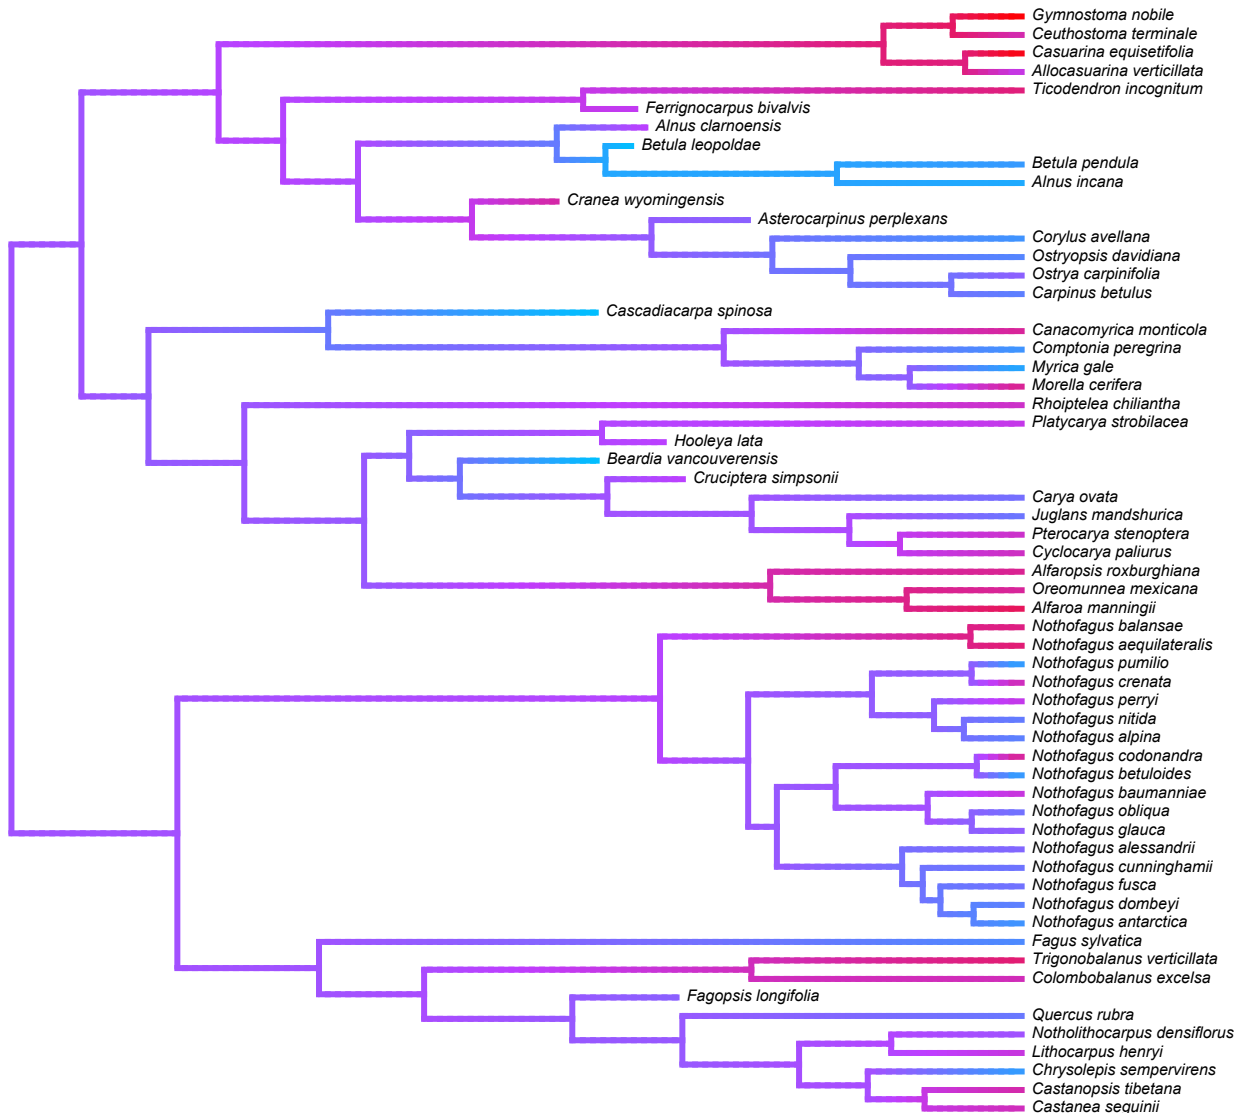 Gymnostoma nobile
Ceuthostoma terminale
Casuarina equisetifolia
Allocasuarina verticillata
Ticodendron incognitum
Ferrignocarpus bivalvis
Alnus clarnoensis
Betula leopoldae
Betula pendula
Alnus incana
Cranea wyomingensis
Asterocarpinus perplexans
Corylus avellana
Ostryopsis davidiana
Ostrya carpinifolia
Carpinus betulus
Cascadiacarpa spinosa
Canacomyrica monticola
Comptonia peregrina
Myrica gale
Morella cerifera
Rhoiptelea chiliantha
Platycarya strobilacea
Hooleya lata
Beardia vancouverensis
Cruciptera simpsonii
Carya ovata
Juglans mandshurica
Pterocarya stenoptera
Cyclocarya paliurus
Alfaropsis roxburghiana
Oreomunnea mexicana
Alfaroa manningii
Nothofagus balansae
Nothofagus aequilateralis
Nothofagus pumilio
Nothofagus crenata
Nothofagus perryi
Nothofagus nitida
Nothofagus alpina
Nothofagus codonandra
Nothofagus betuloides
Nothofagus baumanniae
Nothofagus obliqua
Nothofagus glauca
Nothofagus alessandrii
Nothofagus cunninghamii
Nothofagus fusca
Nothofagus dombeyi
Nothofagus antarctica
Fagus sylvatica
Trigonobalanus verticillata
Colombobalanus excelsa
Fagopsis longifolia
Quercus rubra
Notholithocarpus densiflorus
Lithocarpus henryi
Chrysolepis sempervirens
Castanopsis tibetana
Castanea seguinii